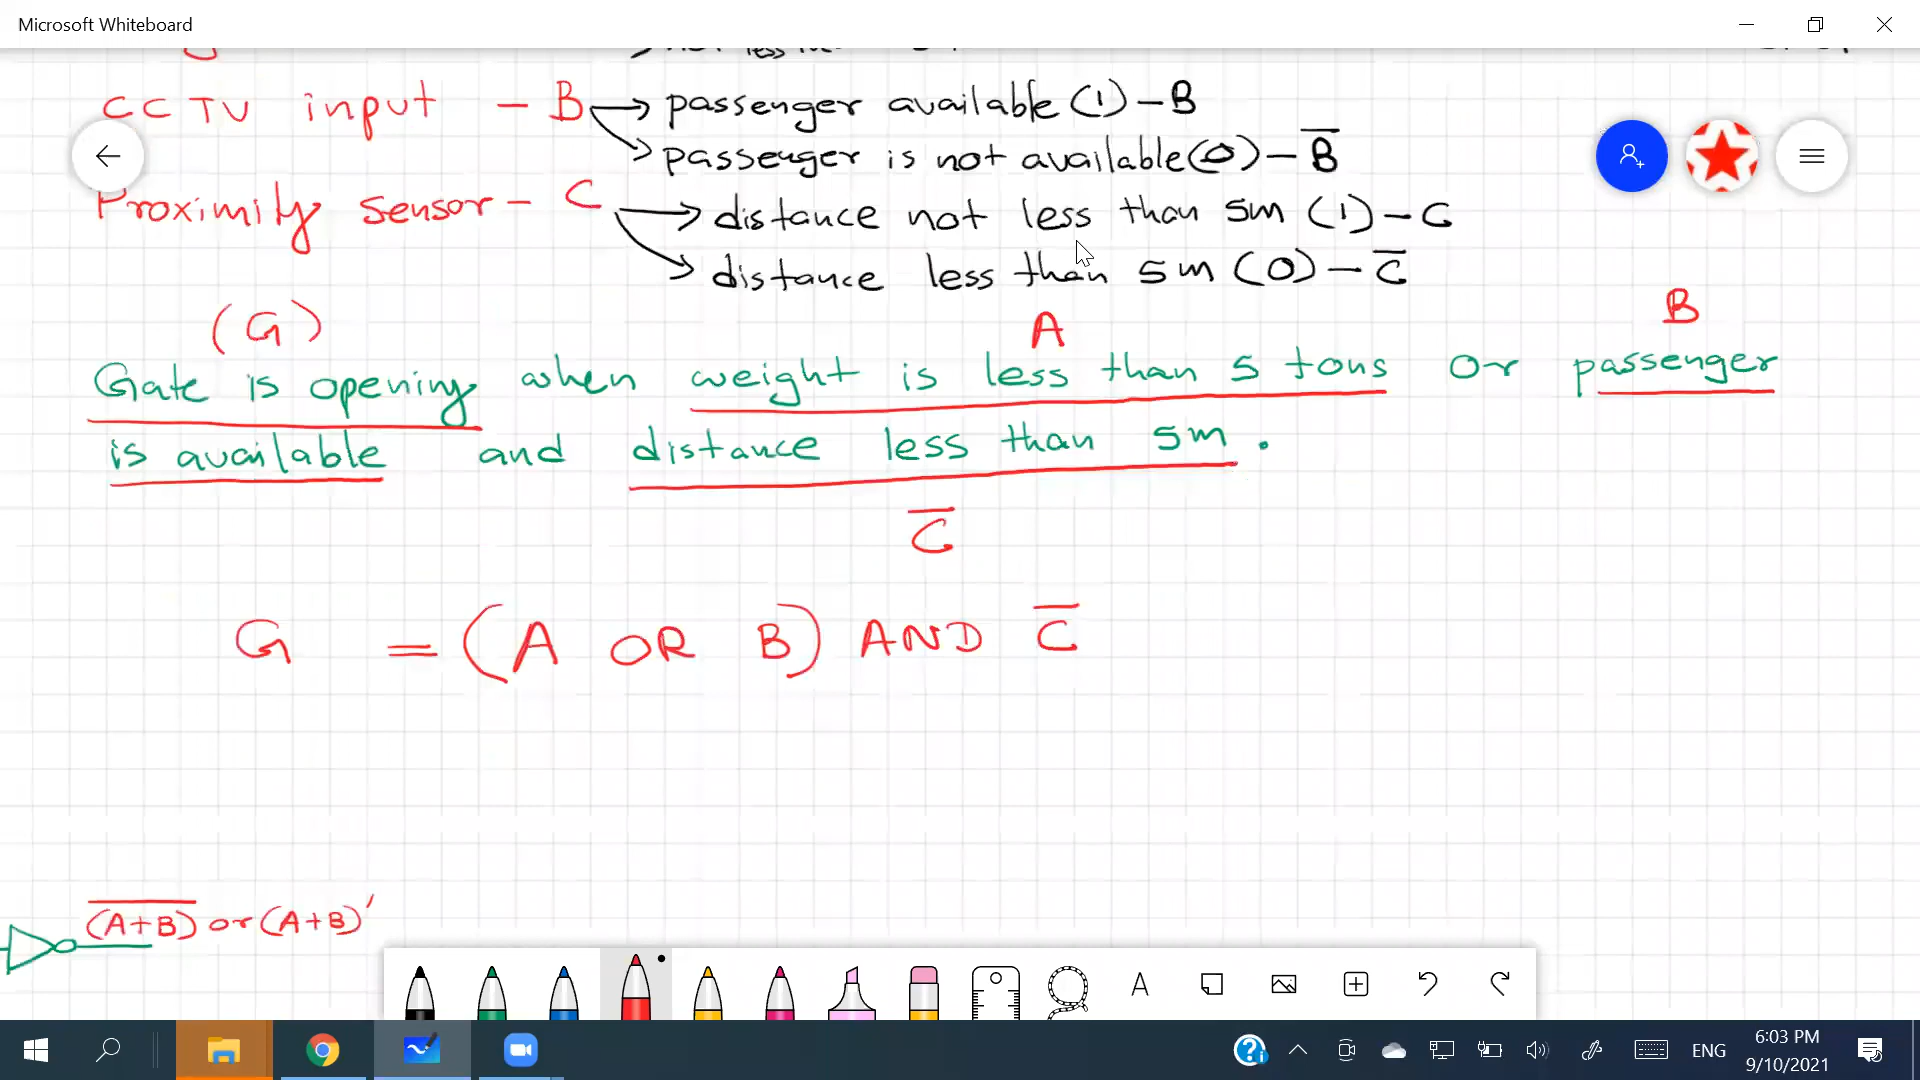 Microsoft Whiteboard
CCTV input - B → passenger available (1) - B
→ passenger is not available (0) - B̅
Proximity sensor - C → distance not less than 5m (1) - C
→ distance less than 5m (0) - C̅
(G) A B
Gate is opening when weight is less than 5 tons or passenger
is available and distance less than 5m.
C̅
G = (A OR B) AND C̅
(A+B)̅ or (A+B)'
A
ENG
6:03 PM
9/10/2021